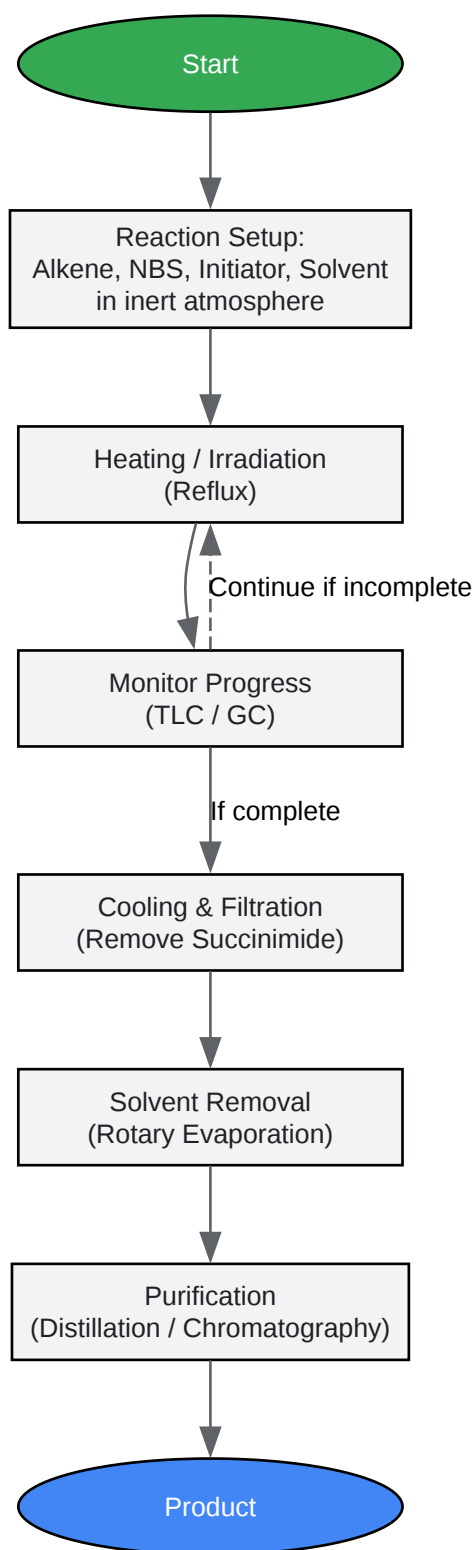 Start
Reaction Setup:
Alkene, NBS, Initiator, Solvent
in inert atmosphere
Heating / Irradiation
(Reflux)
Continue if incomplete
Monitor Progress
(TLC / GC)
If complete
Cooling & Filtration
(Remove Succinimide)
Solvent Removal
(Rotary Evaporation)
Purification
(Distillation / Chromatography)
Product